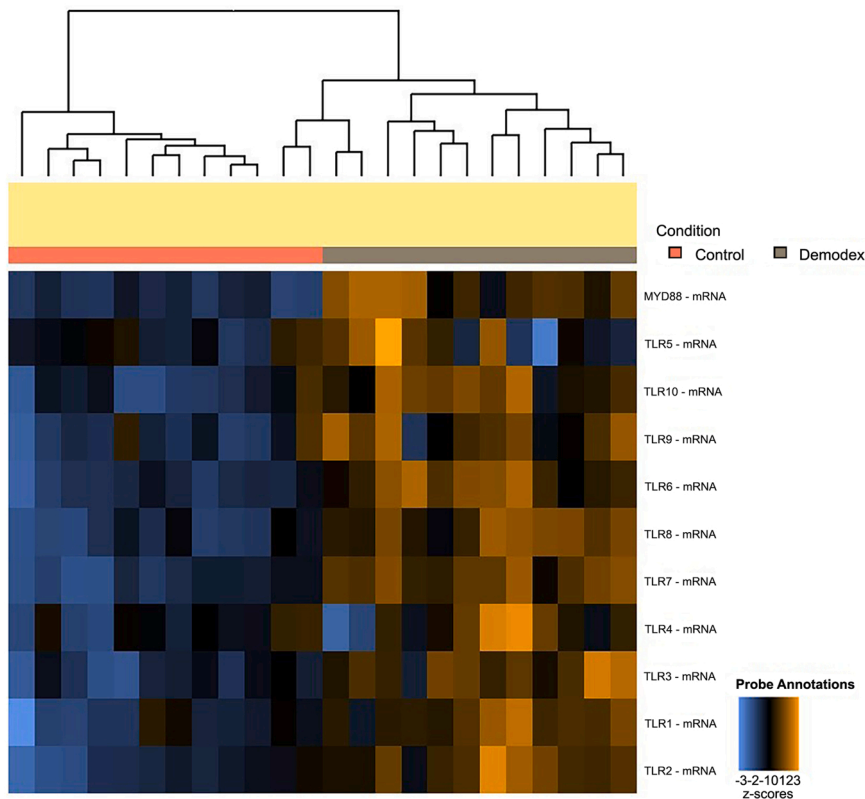 Condition
Control Demodex
MYD88 - mRNA
TLR5 - mRNA
TLR10 - mRNA
TLR9 - mRNA
TLR6 - mRNA
TLR8 - mRNA
TLR7 - mRNA
TLR4 - mRNA
TLR3 - mRNA
TLR1 - mRNA
TLR2 - mRNA
Probe Annotations
-3-2-10123
z-scores